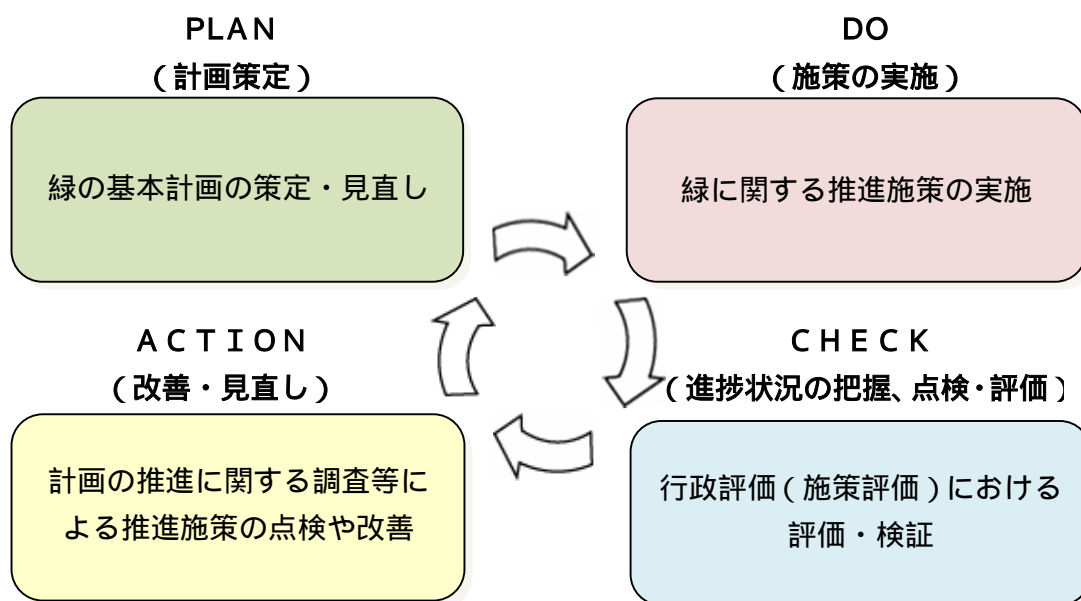 PLAN
(計画策定)
緑の基本計画の策定・見直し
DO
(施策の実施)
緑に関する推進施策の実施
ACTION
(改善・見直し)
計画の推進に関する調査等に
よる推進施策の点検や改善
CHECK
(進捗状況の把握、点検・評価)
行政評価(施策評価)における
評価・検証